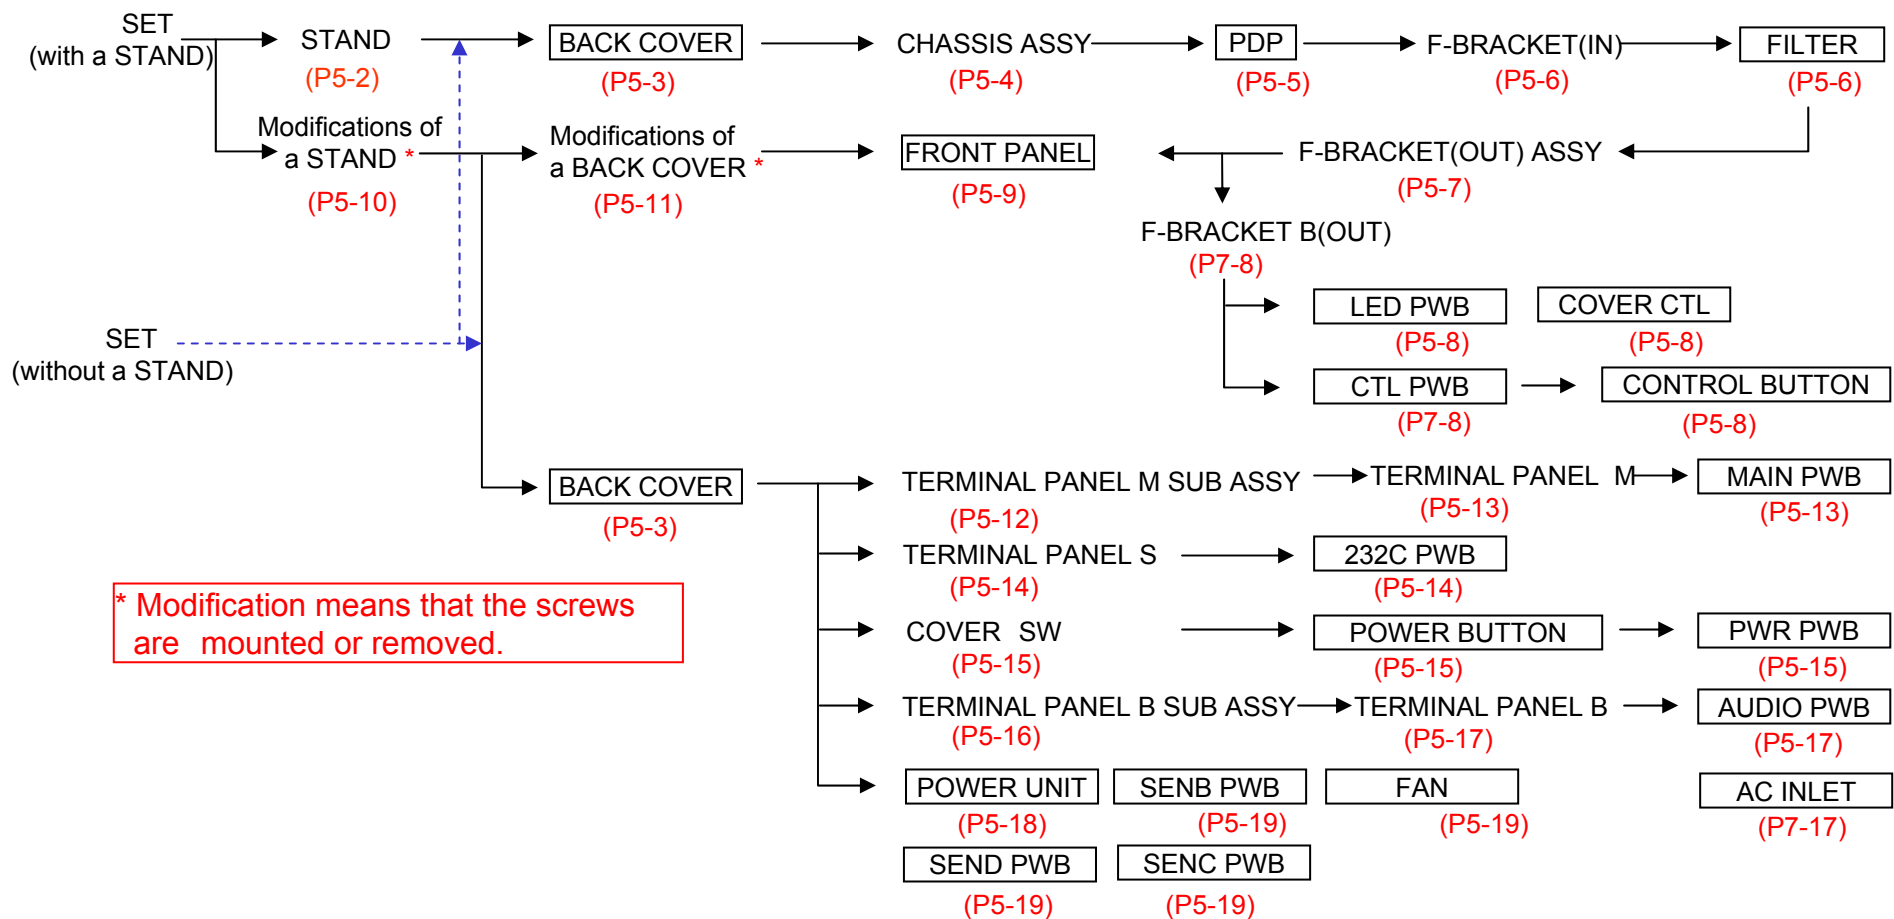 SET
(with a STAND)
STAND
(P5-2)
BACK COVER
(P5-3)
CHASSIS ASSY
(P5-4)
PDP
(P5-5)
F-BRACKET(IN)
(P5-6)
FILTER
(P5-6)
Modifications of
a STAND *
(P5-10)
Modifications of
a BACK COVER *
(P5-11)
FRONT PANEL
(P5-9)
F-BRACKET(OUT) ASSY
(P5-7)
F-BRACKET B(OUT)
(P7-8)
LED PWB
(P5-8)
COVER CTL
(P5-8)
CTL PWB
(P7-8)
CONTROL BUTTON
(P5-8)
SET
(without a STAND)
BACK COVER
(P5-3)
TERMINAL PANEL M SUB ASSY
(P5-12)
TERMINAL PANEL M
(P5-13)
MAIN PWB
(P5-13)
TERMINAL PANEL S
(P5-14)
232C PWB
(P5-14)
COVER SW
(P5-15)
POWER BUTTON
(P5-15)
PWR PWB
(P5-15)
TERMINAL PANEL B SUB ASSY
(P5-16)
TERMINAL PANEL B
(P5-17)
AUDIO PWB
(P5-17)
POWER UNIT
(P5-18)
SENB PWB
(P5-19)
FAN
(P5-19)
AC INLET
(P7-17)
SEND PWB
(P5-19)
SENC PWB
(P5-19)
* Modification means that the screws
are mounted or removed.